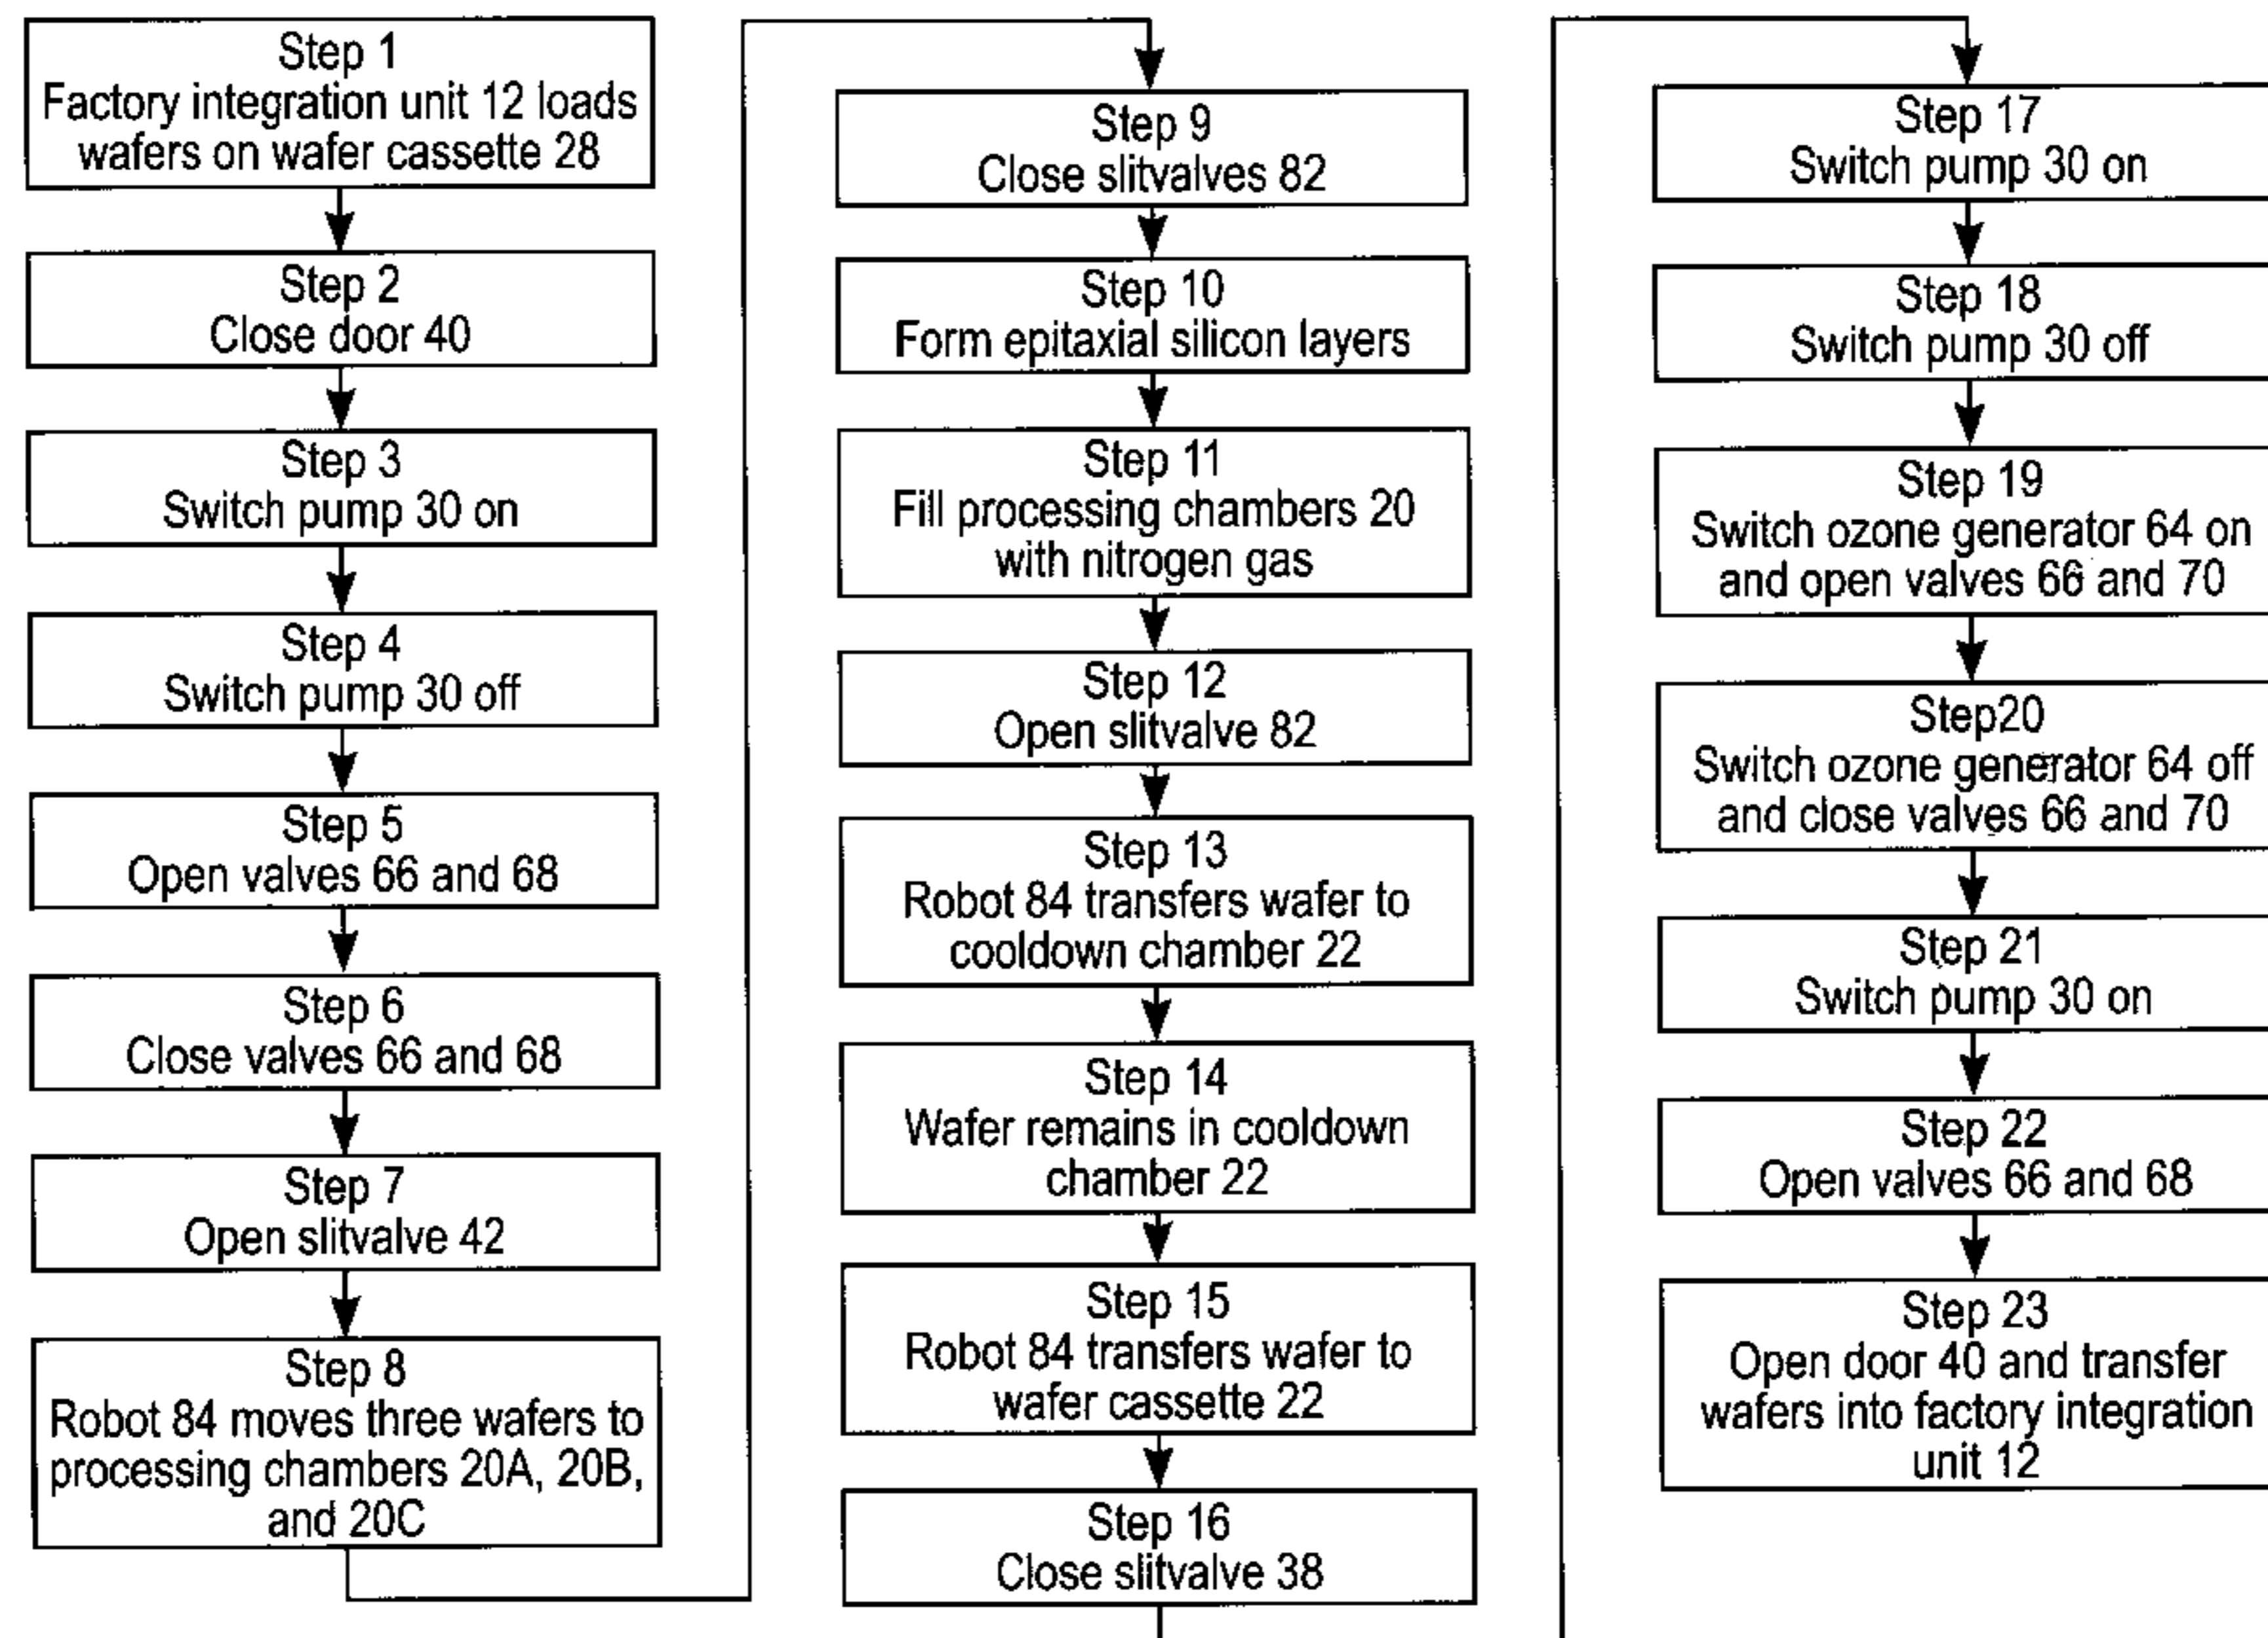 Step 1
Factory integration unit 12 loads
wafers on wafer cassette 28
Step 2
Close door 40
Step 3
Switch pump 30 on
Step 4
Switch pump 30 off
Step 5
Open valves 66 and 68
Step 6
Close valves 66 and 68
Step 7
Open slitvalve 42
Step 8
Robot 84 moves three wafers to
processing chambers 20A, 20B,
and 20C
Step 9
Close slitvalves 82
Step 10
Form epitaxial silicon layers
Step 11
Fill processing chambers 20
with nitrogen gas
Step 12
Open slitvalve 82
Step 13
Robot 84 transfers wafer to
cooldown chamber 22
Step 14
Wafer remains in cooldown
chamber 22
Step 15
Robot 84 transfers wafer to
wafer cassette 22
Step 16
Close slitvalve 38
Step 17
Switch pump 30 on
Step 18
Switch pump 30 off
Step 19
Switch ozone generator 64 on
and open valves 66 and 70
Step20
Switch ozone generator 64 off
and close valves 66 and 70
Step 21
Switch pump 30 on
Step 22
Open valves 66 and 68
Step 23
Open door 40 and transfer
wafers into factory integration
unit 12